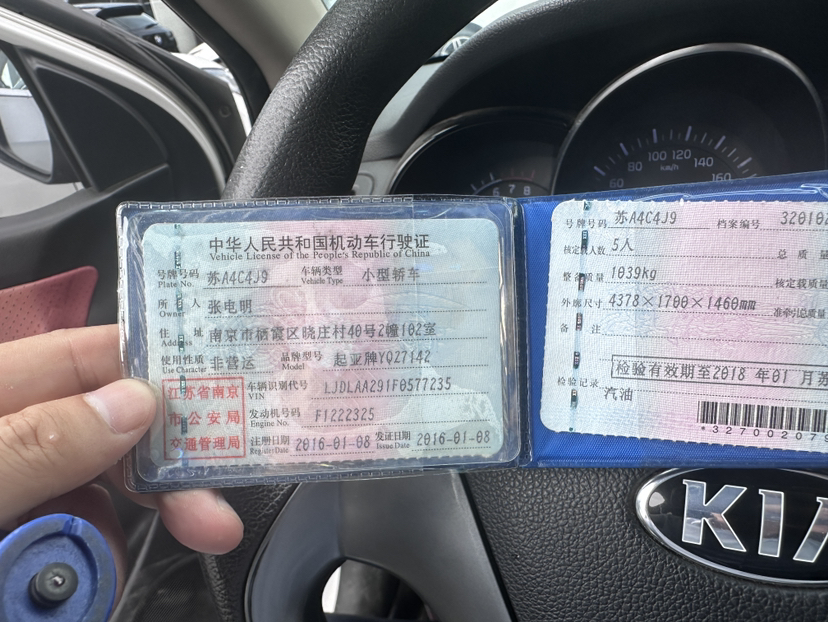 中华人民共和国机动车行驶证
Vehicle License of the People's Republic of China
号牌号码 苏A4C4J9 车辆类型 小型轿车
Plate No. Vehicle Type
所有人 张电明
Owner
住址 南京市栖霞区晓庄村40号2幢102室
Address
使用性质 非营运 品牌型号 起亚牌YQZ7142
Use Character Model
江苏省南京
市公安局
交通管理局
车辆识别代号 LJDLAA291F0577235
VIN
发动机号码 F1222325
Engine No.
注册日期 2016-01-08 发证日期 2016-01-08
Register Date Issue Date
号牌号码 苏A4C4J9 档案编号 320102
核定载人数 5人 总质量
整备质量 1039kg 核定载质量
外廓尺寸 4378×1700×1460mm 准牵引总质量
备注
检验有效期至2018年01月苏
检验记录 汽油
*327002079
60 80 100 120 140 160
km/h
6 7 8
KIA